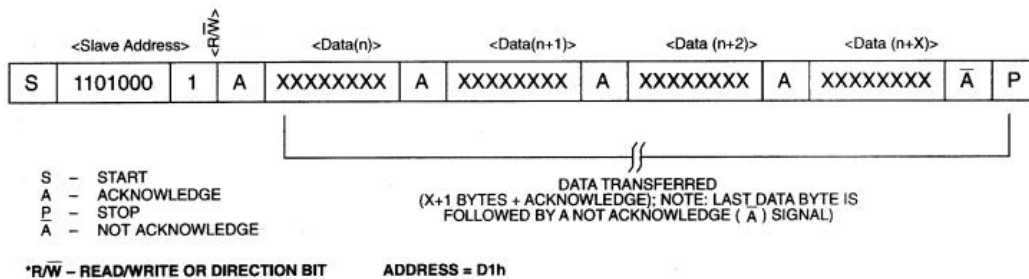 <Slave Address> <R/W̅> <Data(n)> <Data(n+1)> <Data (n+2)> <Data (n+X)>
S 1101000 1 A XXXXXXXX A XXXXXXXX A XXXXXXXX A XXXXXXXX A̅ P
S – START
A – ACKNOWLEDGE
P – STOP
A̅ – NOT ACKNOWLEDGE
DATA TRANSFERRED
(X+1 BYTES + ACKNOWLEDGE); NOTE: LAST DATA BYTE IS
FOLLOWED BY A NOT ACKNOWLEDGE ( A̅ ) SIGNAL)
*R/W̅ – READ/WRITE OR DIRECTION BIT ADDRESS = D1h